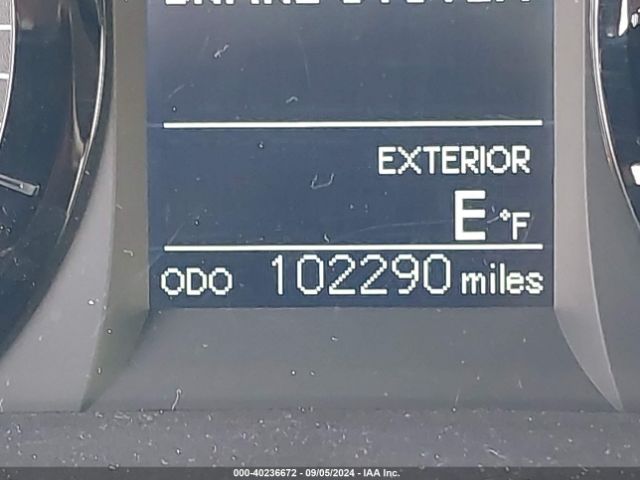 EXTERIOR
E °F
ODO 102290 miles
000-40236672 - 09/05/2024 - IAA Inc.